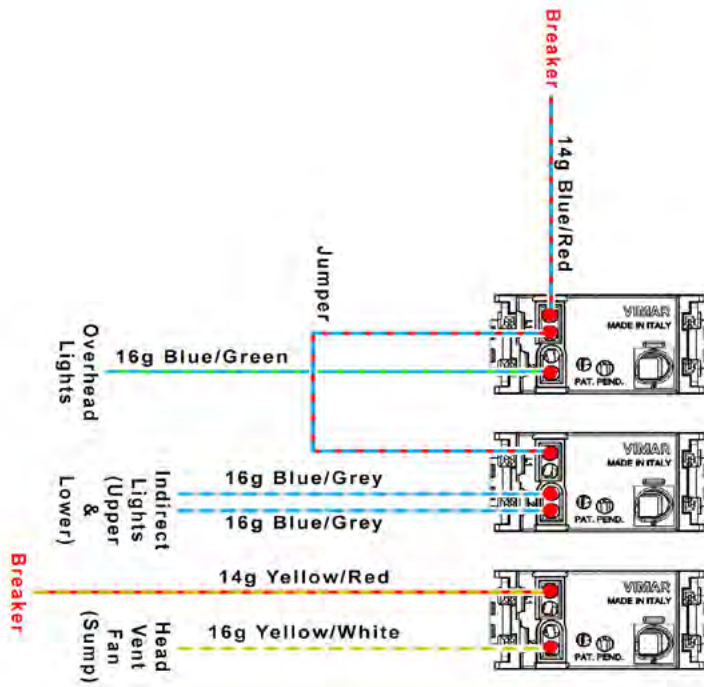 Breaker
14g Blue/Red
Jumper
VIMAR
MADE IN ITALY
PAT. PEND.
Overhead
Lights
16g Blue/Green
VIMAR
MADE IN ITALY
PAT. PEND.
Indirect
Lights
(Upper
&
Lower)
16g Blue/Grey
16g Blue/Grey
VIMAR
MADE IN ITALY
PAT. PEND.
Breaker
14g Yellow/Red
Head
Vent
Fan
(Sump)
16g Yellow/White